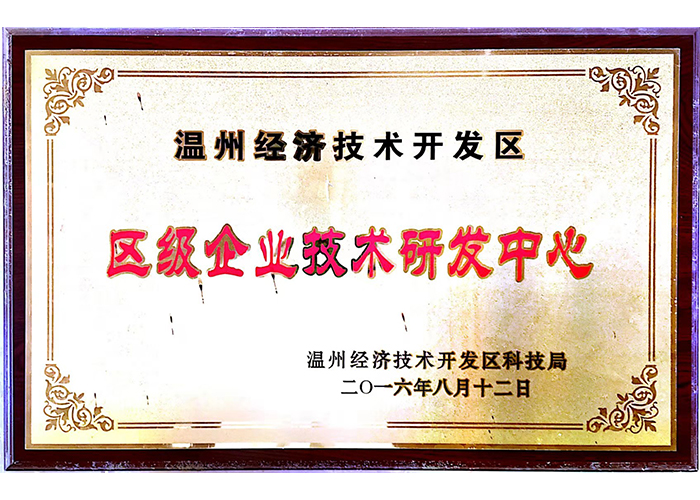 温州经济技术开发区
区级企业技术研发中心
温州经济技术开发区科技局
二〇一六年八月十二日